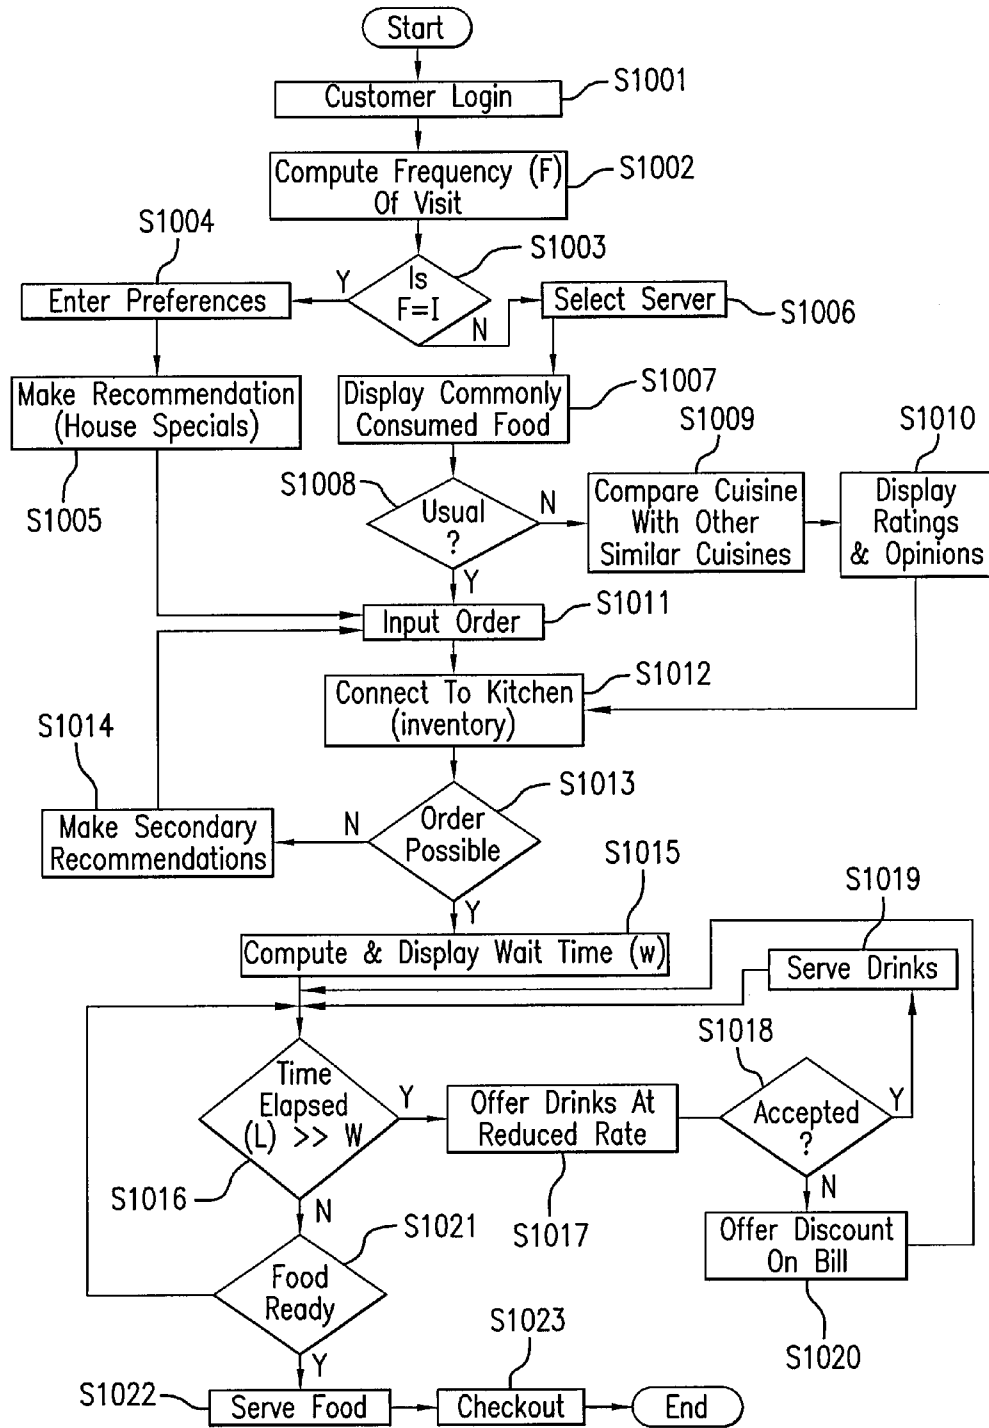 Start
Customer Login
S1001
Compute Frequency (F)
Of Visit
S1002
S1004
S1003
Is
F=I
Y
N
Enter Preferences
Select Server
S1006
Make Recommendation
(House Specials)
S1005
Display Commonly
Consumed Food
S1007
S1009
S1010
S1008
Usual
?
N
Y
Compare Cuisine
With Other
Similar Cuisines
Display
Ratings
& Opinions
S1011
Input Order
S1012
Connect To Kitchen
(inventory)
S1014
S1013
Order
Possible
N
Y
Make Secondary
Recommendations
S1015
Compute & Display Wait Time (w)
S1019
Serve Drinks
S1018
Time
Elapsed
(L) >> W
Y
N
S1016
Offer Drinks At
Reduced Rate
S1017
Accepted
?
Y
N
Offer Discount
On Bill
S1020
S1021
Food
Ready
Y
S1023
S1022
Serve Food
Checkout
End